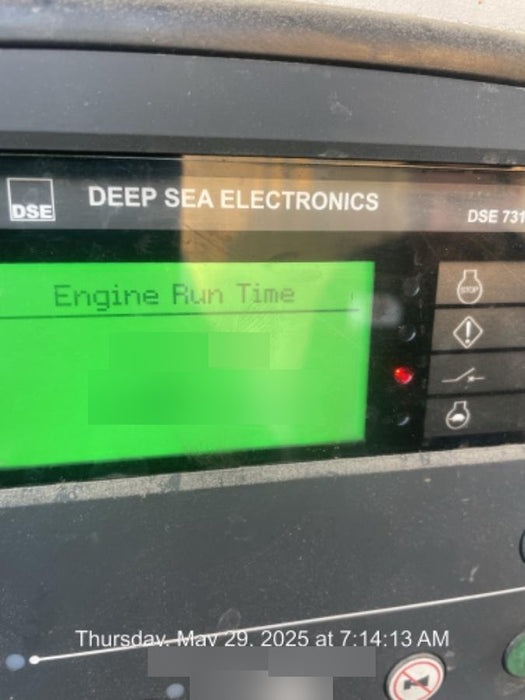 DSE
DEEP SEA ELECTRONICS
DSE 731
Engine Run Time
STOP
Thursday, May 29, 2025 at 7:14:13 AM